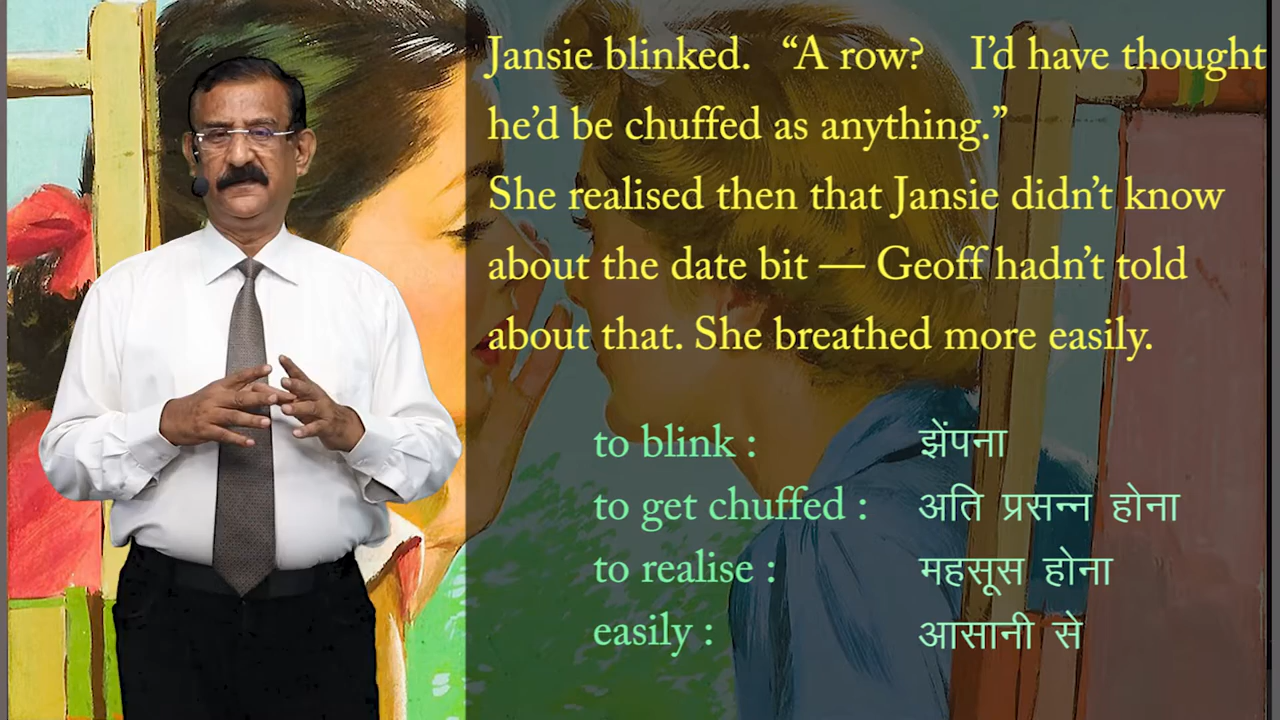 Jansie blinked. “A row? I’d have thought
he’d be chuffed as anything.”
She realised then that Jansie didn’t know
about the date bit — Geoff hadn’t told
about that. She breathed more easily.
to blink : झेंपना
to get chuffed : अति प्रसन्न होना
to realise : महसूस होना
easily : आसानी से